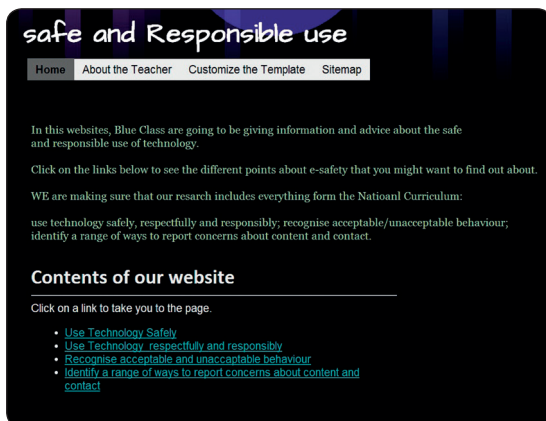 safe and Responsible use
Home About the Teacher Customize the Template Sitemap
In this websites, Blue Class are going to be giving information and advice about the safe
and responsible use of technology.
Click on the links below to see the different points about e-safety that you might want to find out about.
WE are making sure that our resarch includes everything form the Natioanl Curriculum:
use technology safely, respectfully and responsibly; recognise acceptable/unacceptable behaviour;
identify a range of ways to report concerns about content and contact.
Contents of our website
Click on a link to take you to the page.
• Use Technology Safely
• Use Technology respectfully and responsibly
• Recognise acceptable and unaccaptable behaviour
• Identify a range of ways to report concerns about content and
contact